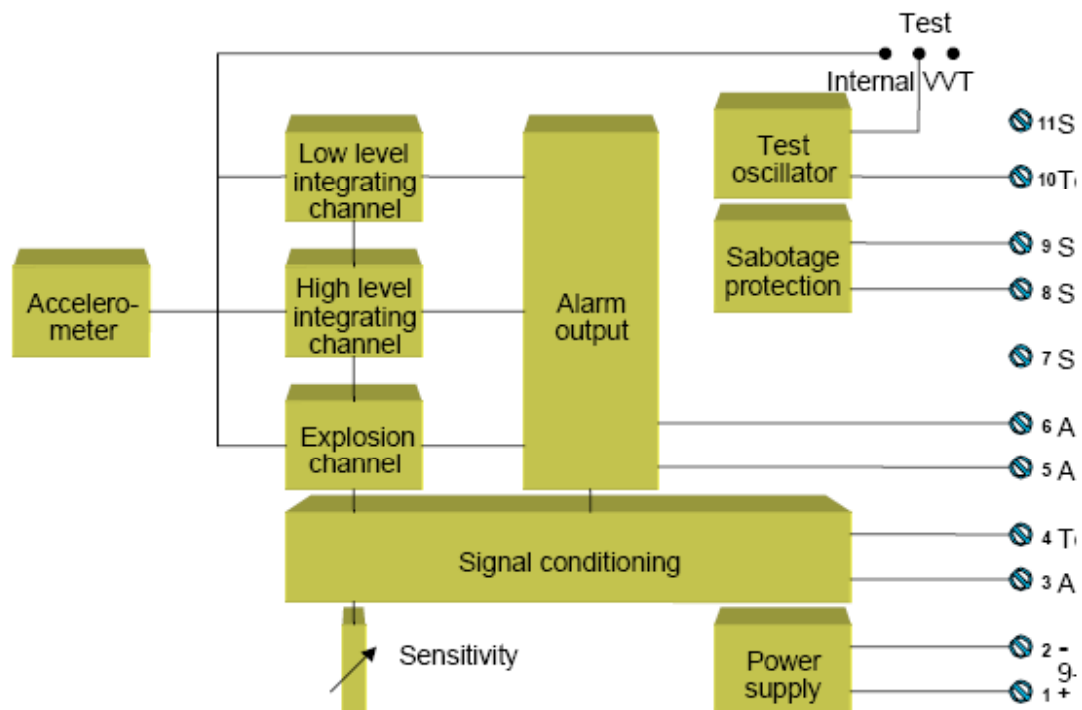 Test
Internal VVT
11 S
Low level
integrating
channel
Test
oscillator
10 T
9 S
Sabotage
protection
8 S
Accelero-
meter
High level
integrating
channel
Alarm
output
7 S
6 A
Explosion
channel
5 A
4 T
Signal conditioning
3 A
Sensitivity
Power
supply
2 -
9-
1 +